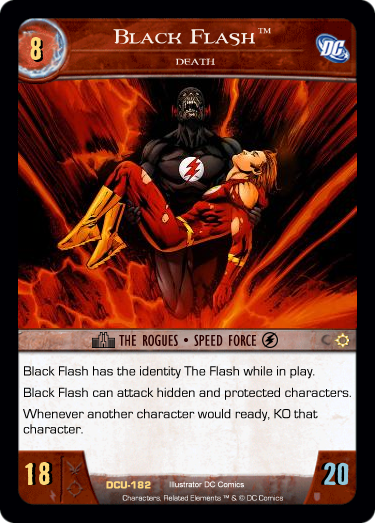 8
BLACK FLASH™
DC
DEATH
THE ROGUES • SPEED FORCE
Black Flash has the identity The Flash while in play.
Black Flash can attack hidden and protected characters.
Whenever another character would ready, KO that
character.
18
DCU-182 Illustrator DC Comics
Characters, Related Elements ™ & © DC Comics
20